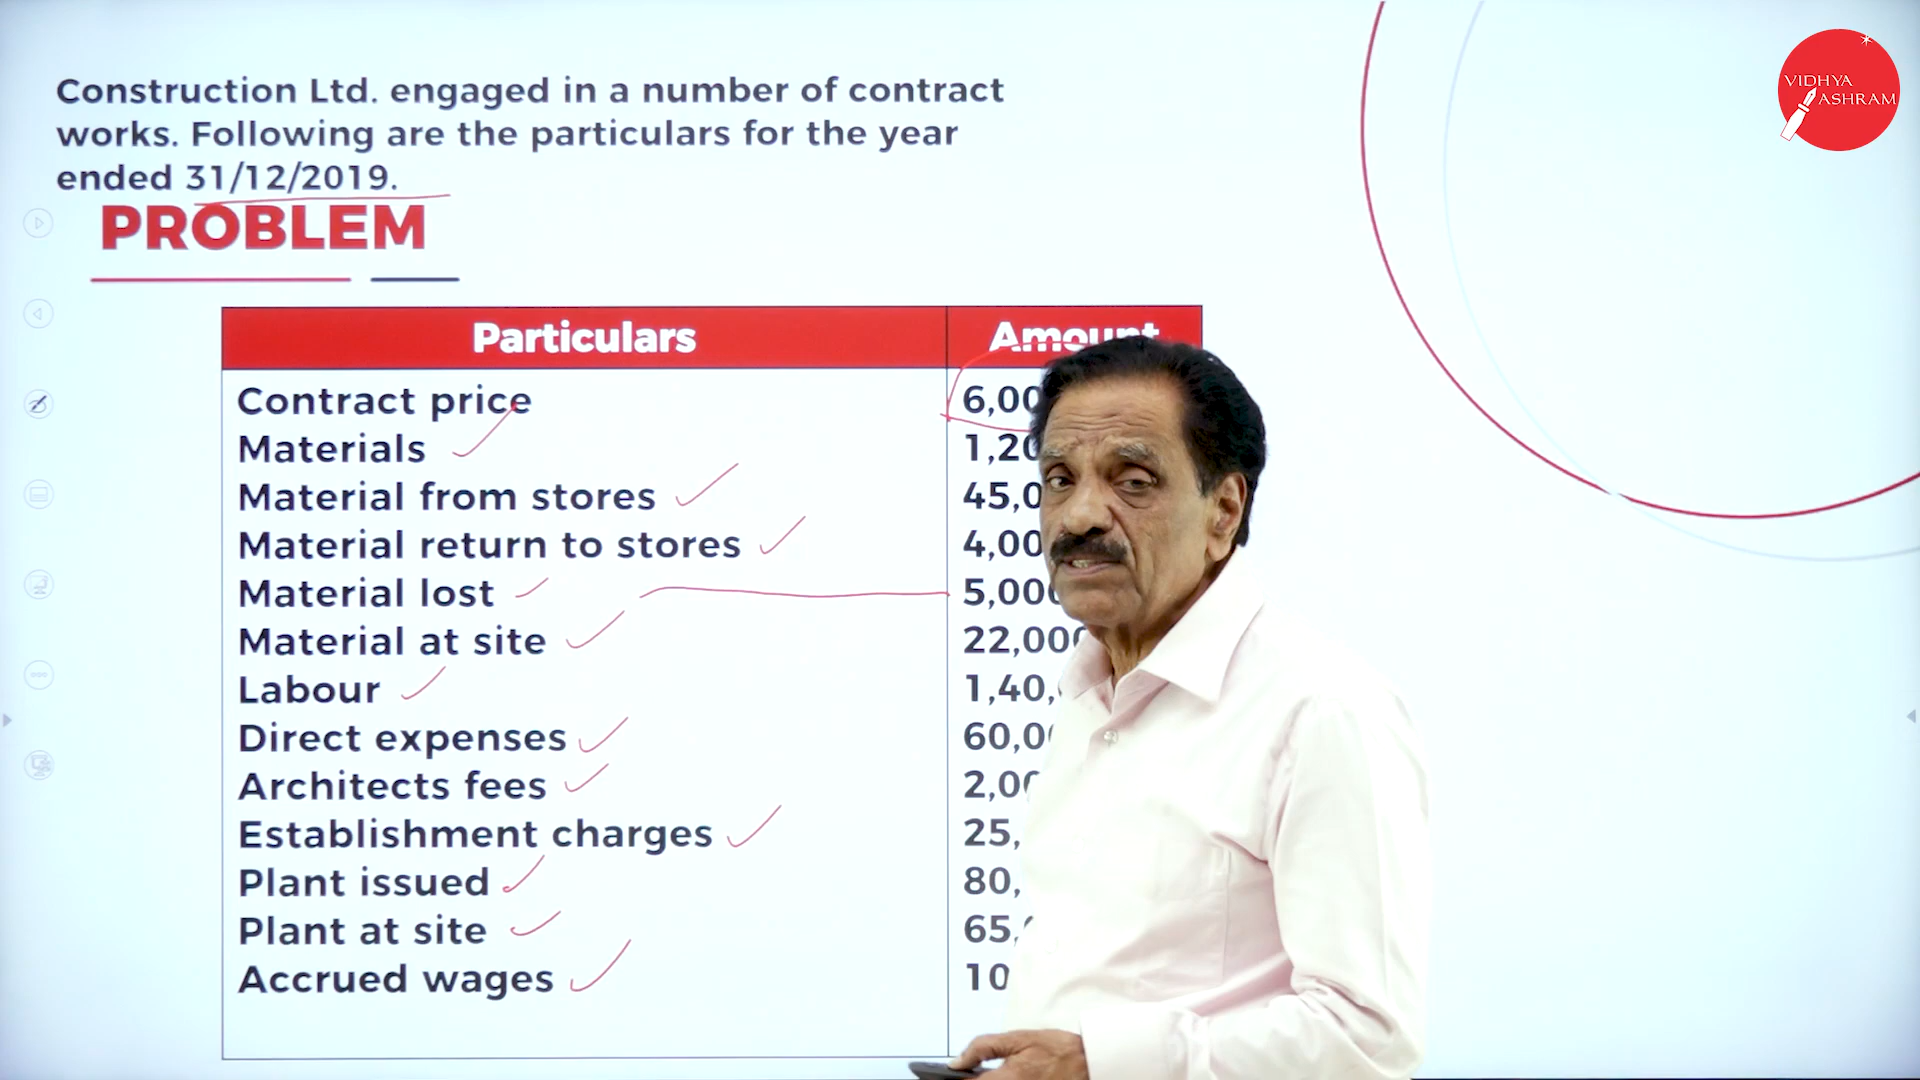 Construction Ltd. engaged in a number of contract
works. Following are the particulars for the year
ended 31/12/2019.
PROBLEM
VIDHYA
ASHRAM
Particulars
Amount
Contract price
6,00
Materials
1,20
Material from stores
45,0
Material return to stores
4,00
Material lost
5,000
Material at site
22,000
Labour
1,40,
Direct expenses
60,00
Architects fees
2,00
Establishment charges
25,
Plant issued
80,
Plant at site
65,
Accrued wages
10